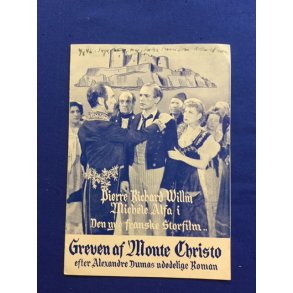 Pierre Richard Willm
Michèle Alfa i
Den nye franske Storfilm..
Greven af Monte Christo
efter Alexandre Dumas udødelige Roman